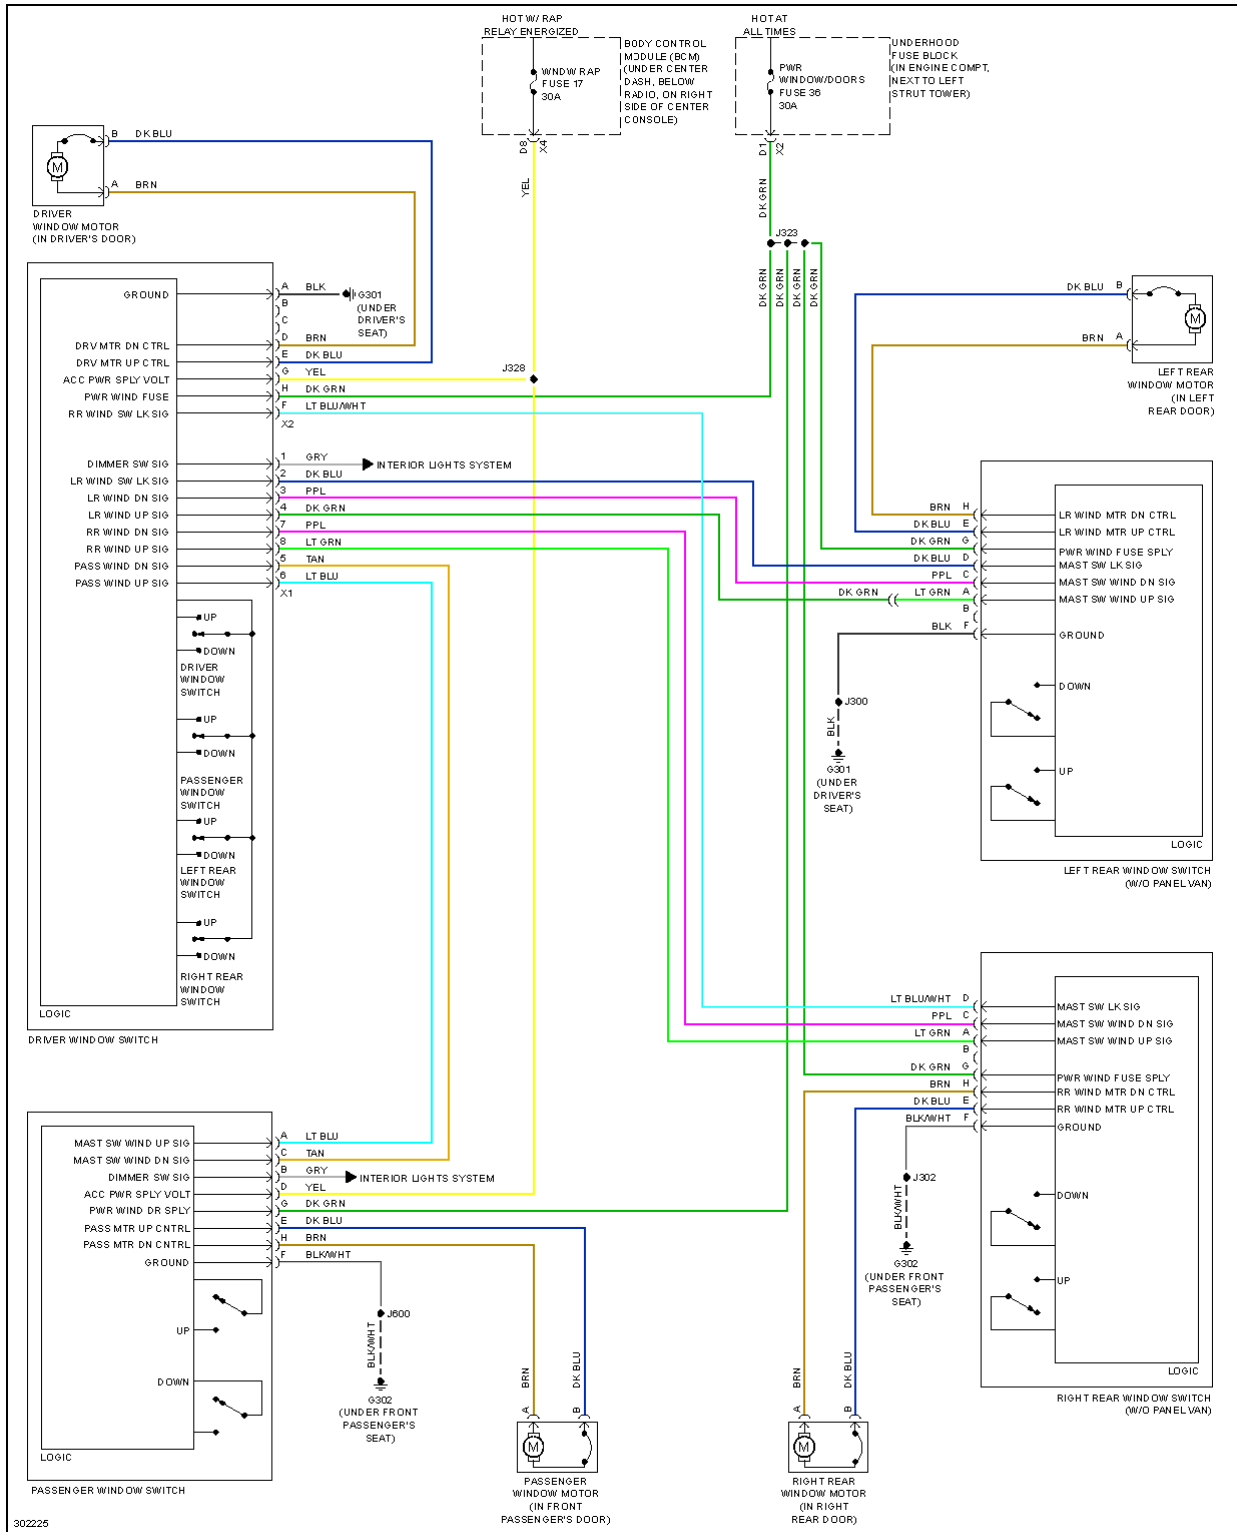 HOT W/ RAP
RELAY ENERGIZED
HOT AT
ALL TIMES
WNDW RAP
FUSE 17
30A
BODY CONTROL
MODULE (BCM)
(UNDER CENTER
DASH, BELOW
RADIO, ON RIGHT
SIDE OF CENTER
CONSOLE)
PWR
WINDOW/DOORS
FUSE 36
30A
UNDERHOOD
FUSE BLOCK
(IN ENGINE COMPT,
NEXT TO LEFT
STRUT TOWER)
D8
X4
D1
X2
YEL
DK GRN
J323
DK GRN
DK GRN
DK GRN
DK GRN
B DK BLU
M
A BRN
DRIVER
WINDOW MOTOR
(IN DRIVER'S DOOR)
GROUND A BLK
G301
(UNDER
DRIVER'S
SEAT)
B
C
DRV MTR DN CTRL D BRN
DRV MTR UP CTRL E DK BLU
ACC PWR SPLY VOLT G YEL
J328
PWR WIND FUSE H DK GRN
RR WIND SW LK SIG F LT BLU/WHT
X2
DIMMER SW SIG 1 GRY INTERIOR LIGHTS SYSTEM
LR WIND SW LK SIG 2 DK BLU
LR WIND DN SIG 3 PPL
LR WIND UP SIG 4 DK GRN
RR WIND DN SIG 7 PPL
RR WIND UP SIG 8 LT GRN
PASS WIND DN SIG 5 TAN
PASS WIND UP SIG 6 LT BLU
X1
UP
DOWN
DRIVER
WINDOW
SWITCH
UP
DOWN
PASSENGER
WINDOW
SWITCH
UP
DOWN
LEFT REAR
WINDOW
SWITCH
UP
DOWN
RIGHT REAR
WINDOW
SWITCH
LOGIC
DRIVER WINDOW SWITCH
DK BLU B
M
BRN A
LEFT REAR
WINDOW MOTOR
(IN LEFT
REAR DOOR)
BRN H LR WIND MTR DN CTRL
DK BLU E LR WIND MTR UP CTRL
DK GRN G PWR WIND FUSE SPLY
DK BLU D MAST SW LK SIG
PPL C MAST SW WIND DN SIG
DK GRN LT GRN A MAST SW WIND UP SIG
B
BLK F GROUND
J300
BLK
G301
(UNDER
DRIVER'S
SEAT)
DOWN
UP
LOGIC
LEFT REAR WINDOW SWITCH
(W/O PANEL VAN)
LT BLU/WHT D MAST SW LK SIG
PPL C MAST SW WIND DN SIG
LT GRN A MAST SW WIND UP SIG
B
DK GRN G PWR WIND FUSE SPLY
BRN H RR WIND MTR DN CTRL
DK BLU E RR WIND MTR UP CTRL
BLK/WHT F GROUND
J302
BLK/WHT
G302
(UNDER FRONT
PASSENGER'S
SEAT)
DOWN
UP
LOGIC
RIGHT REAR WINDOW SWITCH
(W/O PANEL VAN)
MAST SW WIND UP SIG A LT BLU
MAST SW WIND DN SIG C TAN
DIMMER SW SIG B GRY INTERIOR LIGHTS SYSTEM
ACC PWR SPLY VOLT D YEL
PWR WIND DR SPLY G DK GRN
PASS MTR UP CNTRL E DK BLU
PASS MTR DN CNTRL H BRN
GROUND F BLK/WHT
J600
BLK/WHT
G302
(UNDER FRONT
PASSENGER'S
SEAT)
UP
DOWN
LOGIC
PASSENGER WINDOW SWITCH
BRN
DK BLU
A
B
M
PASSENGER
WINDOW MOTOR
(IN FRONT
PASSENGER'S DOOR)
BRN
DK BLU
A
B
M
RIGHT REAR
WINDOW MOTOR
(IN RIGHT
REAR DOOR)
302225